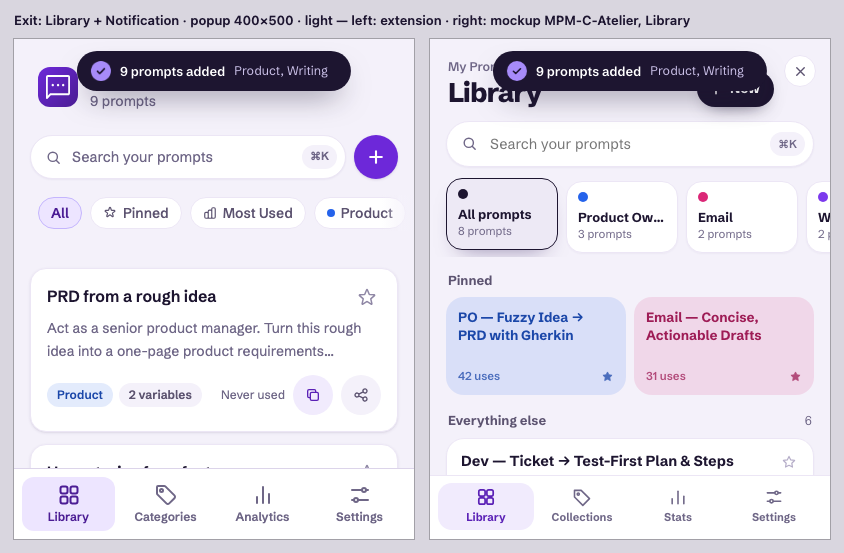 Exit: Library + Notification · popup 400×500 · light — left: extension · right: mockup MPM-C-Atelier, Library
9 prompts added Product, Writing
9 prompts
Search your prompts ⌘K
All Pinned Most Used Product
PRD from a rough idea
Act as a senior product manager. Turn this rough
idea into a one-page product requirements…
Product 2 variables Never used
Library Categories Analytics Settings
9 prompts added Product, Writing
Library
Search your prompts ⌘K
All prompts
8 prompts
Product Ow…
3 prompts
Email
2 prompts
Pinned
PO — Fuzzy Idea →
PRD with Gherkin
42 uses
Email — Concise,
Actionable Drafts
31 uses
Everything else 6
Dev — Ticket → Test-First Plan & Steps
Library Collections Stats Settings